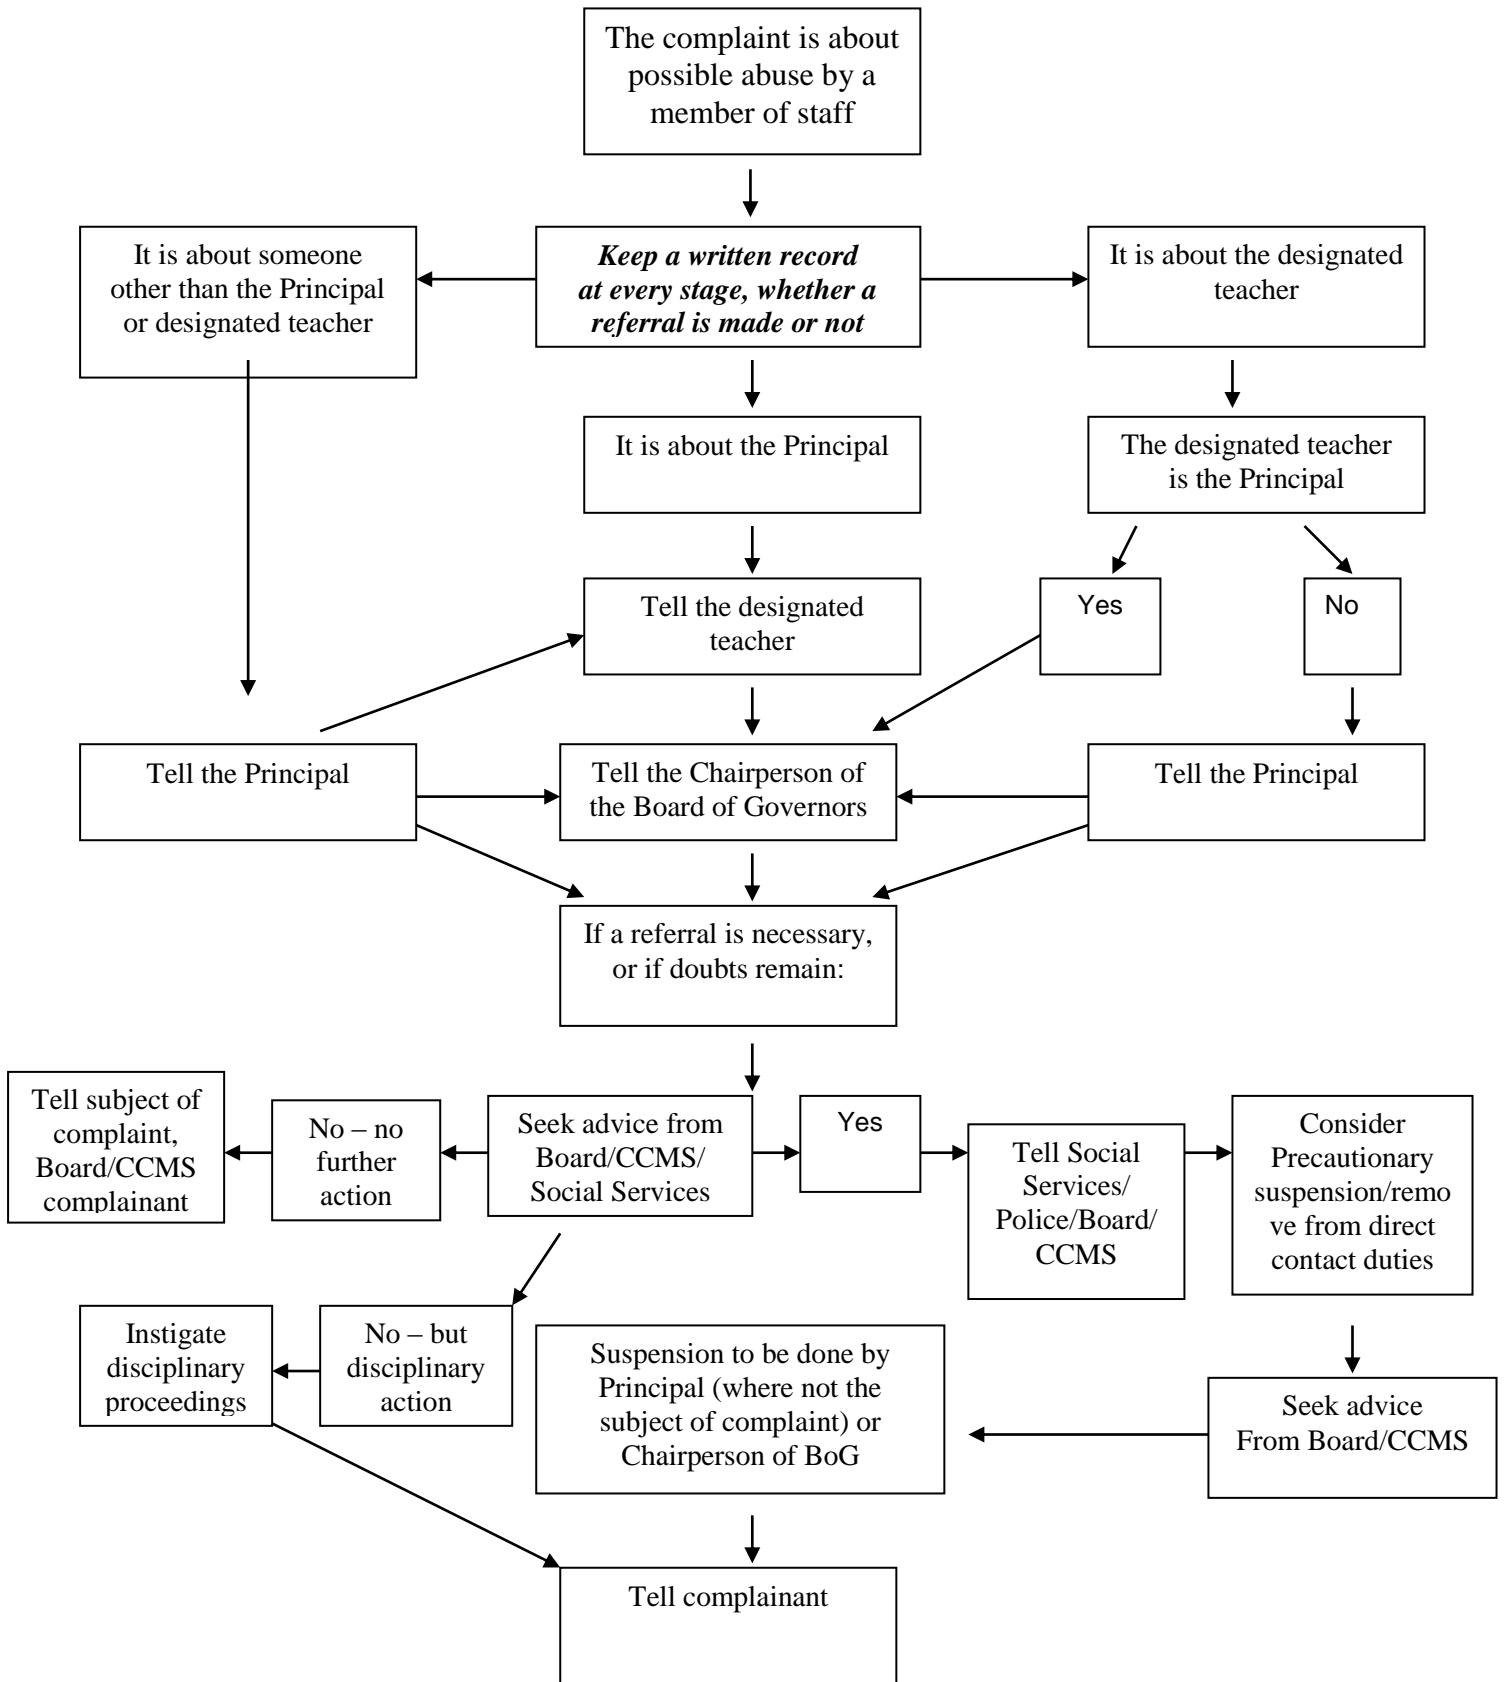 The complaint is about
possible abuse by a
member of staff
It is about someone
other than the Principal
or designated teacher
Keep a written record
at every stage, whether a
referral is made or not
It is about the designated
teacher
It is about the Principal
The designated teacher
is the Principal
Tell the designated
teacher
Yes
No
Tell the Principal
Tell the Chairperson of
the Board of Governors
Tell the Principal
If a referral is necessary,
or if doubts remain:
Tell subject of
complaint,
Board/CCMS
complainant
No – no
further
action
Seek advice from
Board/CCMS/
Social Services
Yes
Tell Social
Services/
Police/Board/
CCMS
Consider
Precautionary
suspension/remo
ve from direct
contact duties
Instigate
disciplinary
proceedings
No – but
disciplinary
action
Suspension to be done by
Principal (where not the
subject of complaint) or
Chairperson of BoG
Seek advice
From Board/CCMS
Tell complainant